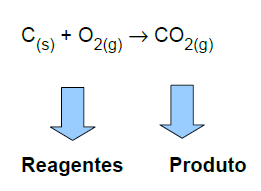 C(s) + O2(g) → CO2(g)
Reagentes Produto